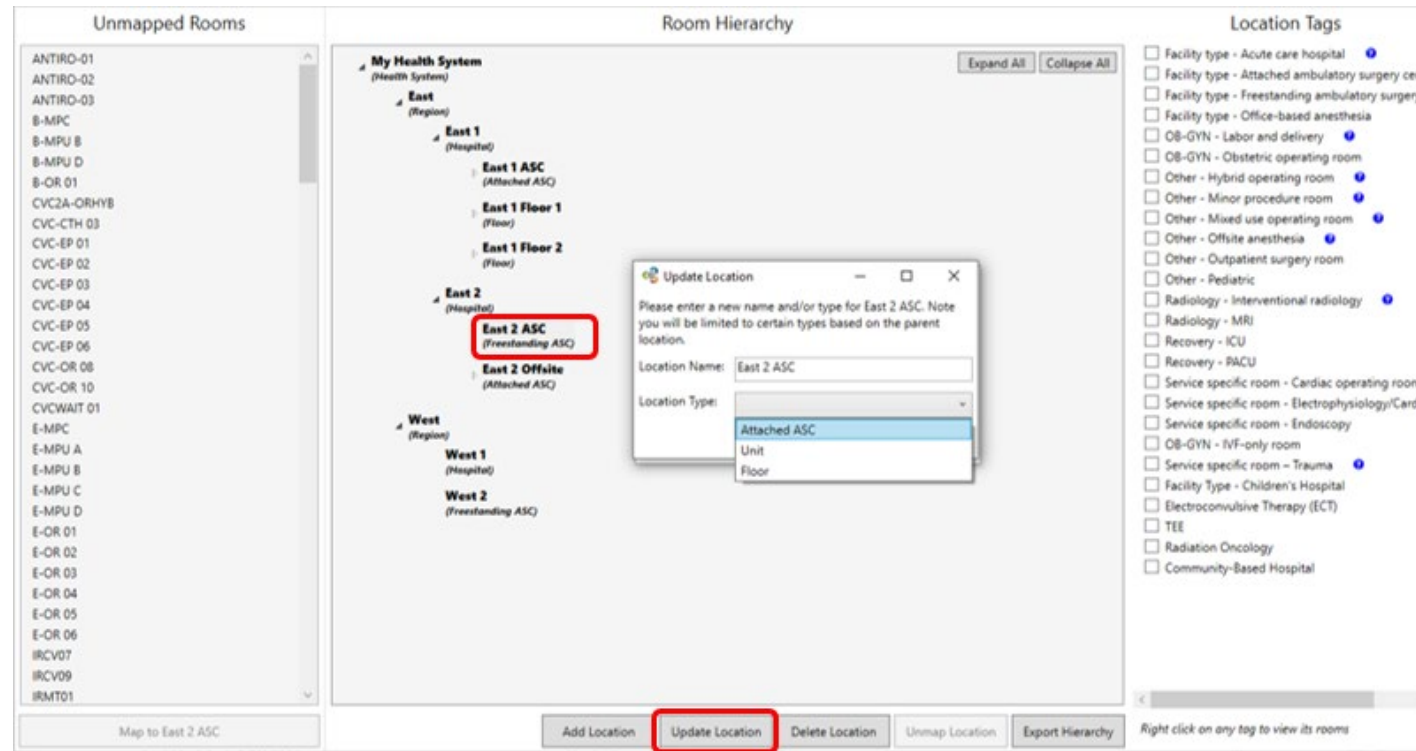 Unmapped Rooms
ANTIRO-01
ANTIRO-02
ANTIRO-03
B-MPC
B-MPU B
B-MPU D
B-OR 01
CVC2A-ORHYB
CVC-CTH 03
CVC-EP 01
CVC-EP 02
CVC-EP 03
CVC-EP 04
CVC-EP 05
CVC-EP 06
CVC-OR 08
CVC-OR 10
CVCWAIT 01
E-MPC
E-MPU A
E-MPU B
E-MPU C
E-MPU D
E-OR 01
E-OR 02
E-OR 03
E-OR 04
E-OR 05
E-OR 06
IRCV07
IRCV09
IRMT01
Map to East 2 ASC
Room Hierarchy
Expand All
Collapse All
My Health System
(Health System)
East
(Region)
East 1
(Hospital)
East 1 ASC
(Attached ASC)
East 1 Floor 1
(Floor)
East 1 Floor 2
(Floor)
East 2
(Hospital)
East 2 ASC
(Freestanding ASC)
East 2 Offsite
(Attached ASC)
West
(Region)
West 1
(Hospital)
West 2
(Freestanding ASC)
Update Location
Please enter a new name and/or type for East 2 ASC. Note
you will be limited to certain types based on the parent
location.
Location Name: East 2 ASC
Location Type:
Attached ASC
Unit
Floor
Add Location
Update Location
Delete Location
Unmap Location
Export Hierarchy
Location Tags
Facility type - Acute care hospital
Facility type - Attached ambulatory surgery ce
Facility type - Freestanding ambulatory surger
Facility type - Office-based anesthesia
OB-GYN - Labor and delivery
OB-GYN - Obstetric operating room
Other - Hybrid operating room
Other - Minor procedure room
Other - Mixed use operating room
Other - Offsite anesthesia
Other - Outpatient surgery room
Other - Pediatric
Radiology - Interventional radiology
Radiology - MRI
Recovery - ICU
Recovery - PACU
Service specific room - Cardiac operating room
Service specific room - Electrophysiology/Card
Service specific room - Endoscopy
OB-GYN - IVF-only room
Service specific room – Trauma
Facility Type - Children's Hospital
Electroconvulsive Therapy (ECT)
TEE
Radiation Oncology
Community-Based Hospital
Right click on any tag to view its rooms